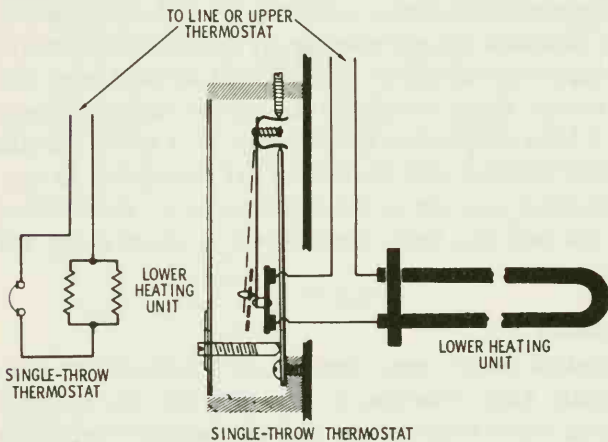 TO LINE OR UPPER
THERMOSTAT
LOWER
HEATING
UNIT
SINGLE-THROW
THERMOSTAT
LOWER HEATING
UNIT
SINGLE-THROW THERMOSTAT